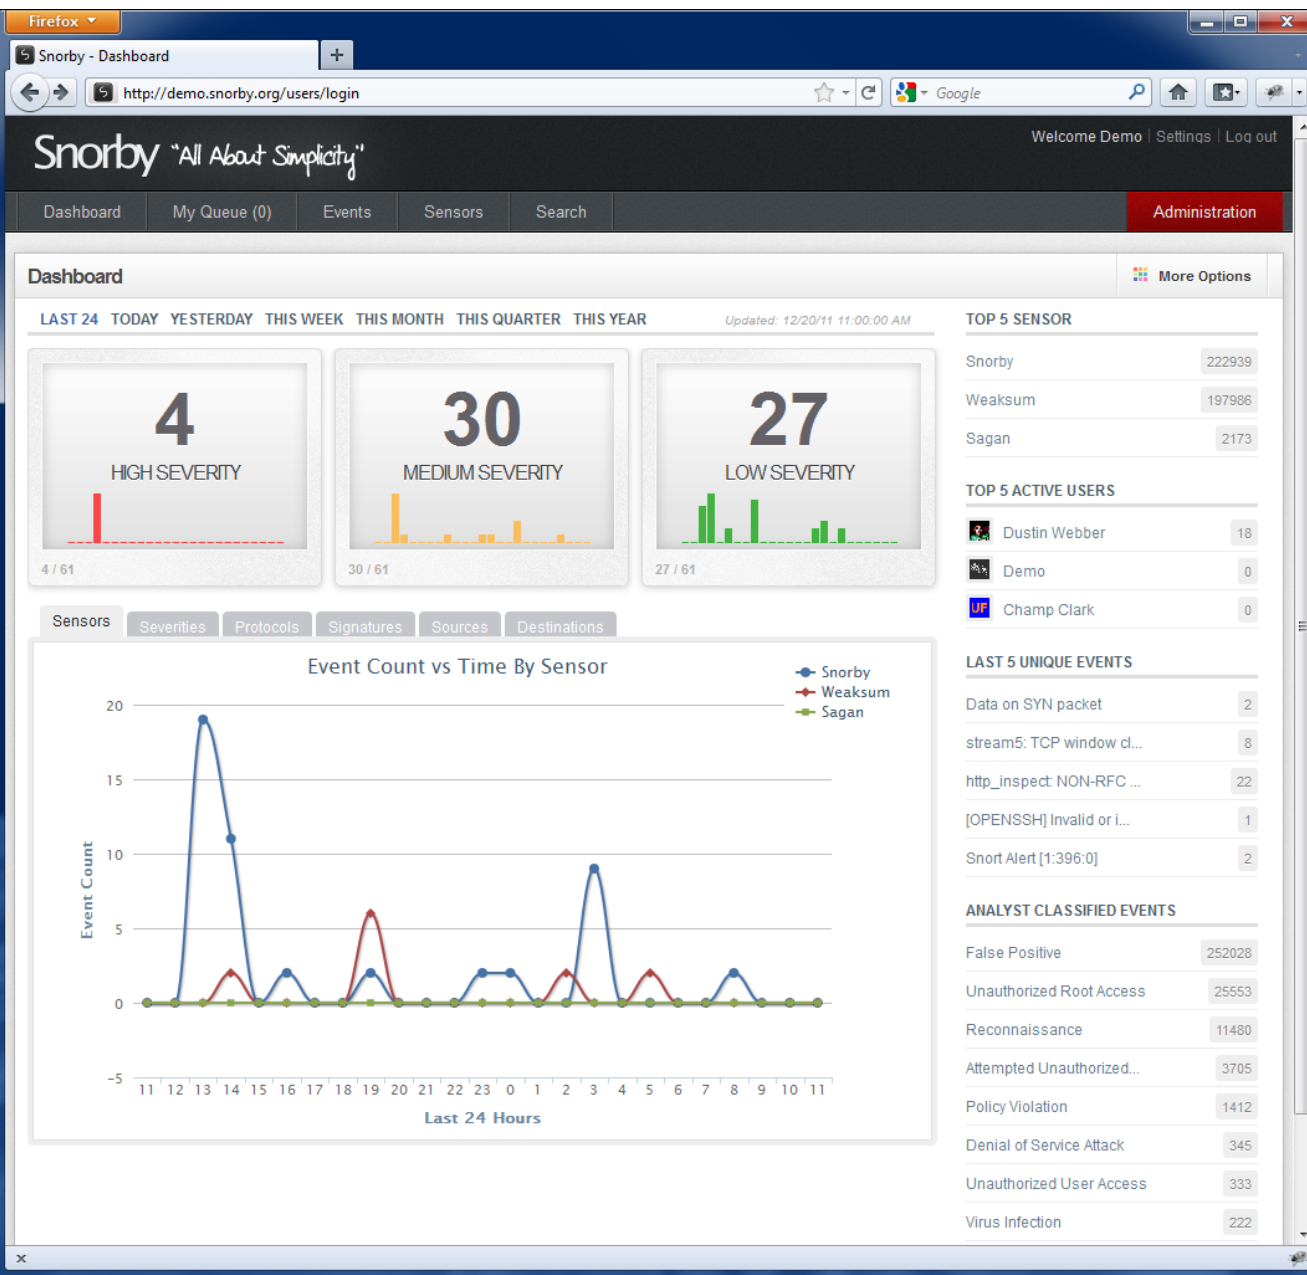 Firefox
Snorby - Dashboard
http://demo.snorby.org/users/login
Google
Snorby "All About Simplicity"
Welcome Demo | Settings | Log out
Dashboard My Queue (0) Events Sensors Search Administration
Dashboard
More Options
LAST 24 TODAY YESTERDAY THIS WEEK THIS MONTH THIS QUARTER THIS YEAR
Updated: 12/20/11 11:00:00 AM
4
HIGH SEVERITY
4 / 61
30
MEDIUM SEVERITY
30 / 61
27
LOW SEVERITY
27 / 61
Sensors Severities Protocols Signatures Sources Destinations
Event Count vs Time By Sensor
Snorby
Weaksum
Sagan
20
15
10
5
0
-5
Event Count
11 12 13 14 15 16 17 18 19 20 21 22 23 0 1 2 3 4 5 6 7 8 9 10 11
Last 24 Hours
TOP 5 SENSOR
Snorby 222939
Weaksum 197986
Sagan 2173
TOP 5 ACTIVE USERS
Dustin Webber 18
Demo 0
UF Champ Clark 0
LAST 5 UNIQUE EVENTS
Data on SYN packet 2
stream5: TCP window cl... 8
http_inspect: NON-RFC ... 22
[OPENSSH] Invalid or i... 1
Snort Alert [1:396:0] 2
ANALYST CLASSIFIED EVENTS
False Positive 252028
Unauthorized Root Access 25553
Reconnaissance 11480
Attempted Unauthorized... 3705
Policy Violation 1412
Denial of Service Attack 345
Unauthorized User Access 333
Virus Infection 222